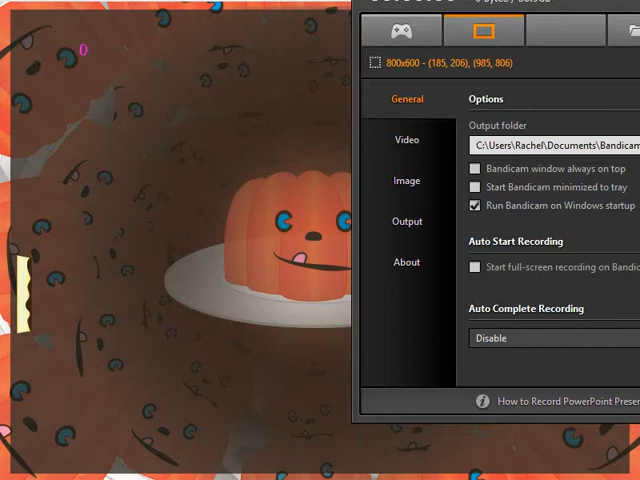 0
800x600 - (185, 206), (985, 806)
General
Video
Image
Output
About
Options
Output folder
C:\Users\Rachel\Documents\Bandicam
Bandicam window always on top
Start Bandicam minimized to tray
Run Bandicam on Windows startup
Auto Start Recording
Start full-screen recording on Bandic
Auto Complete Recording
Disable
How to Record PowerPoint Preser